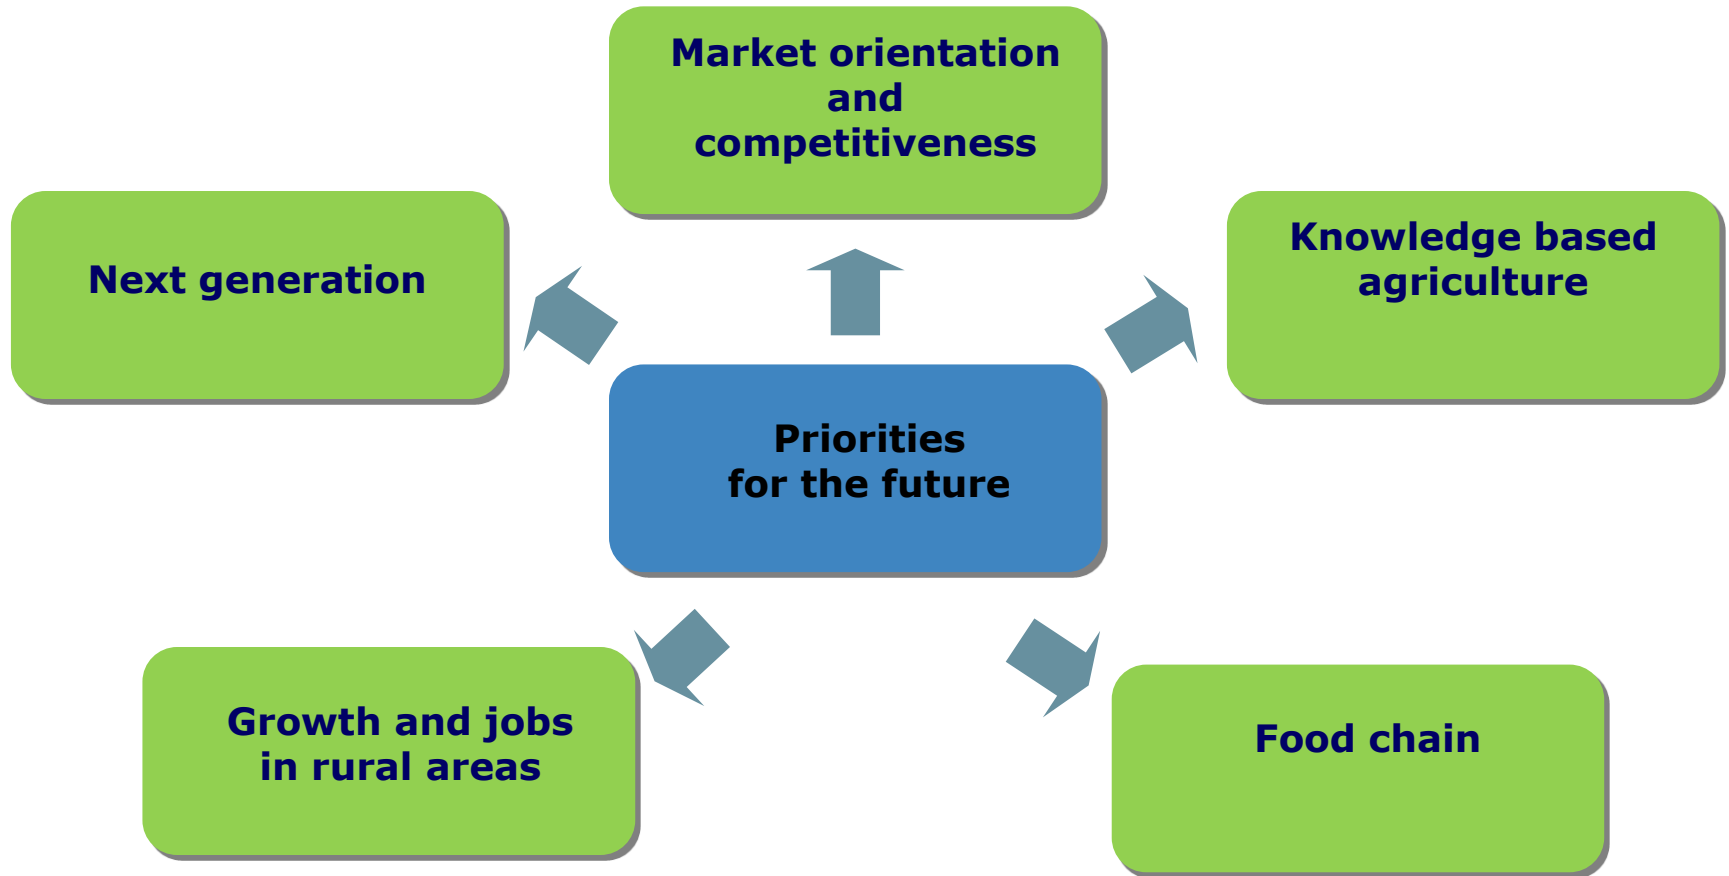 Market orientation
and
competitiveness
Next generation
Knowledge based
agriculture
Priorities
for the future
Growth and jobs
in rural areas
Food chain